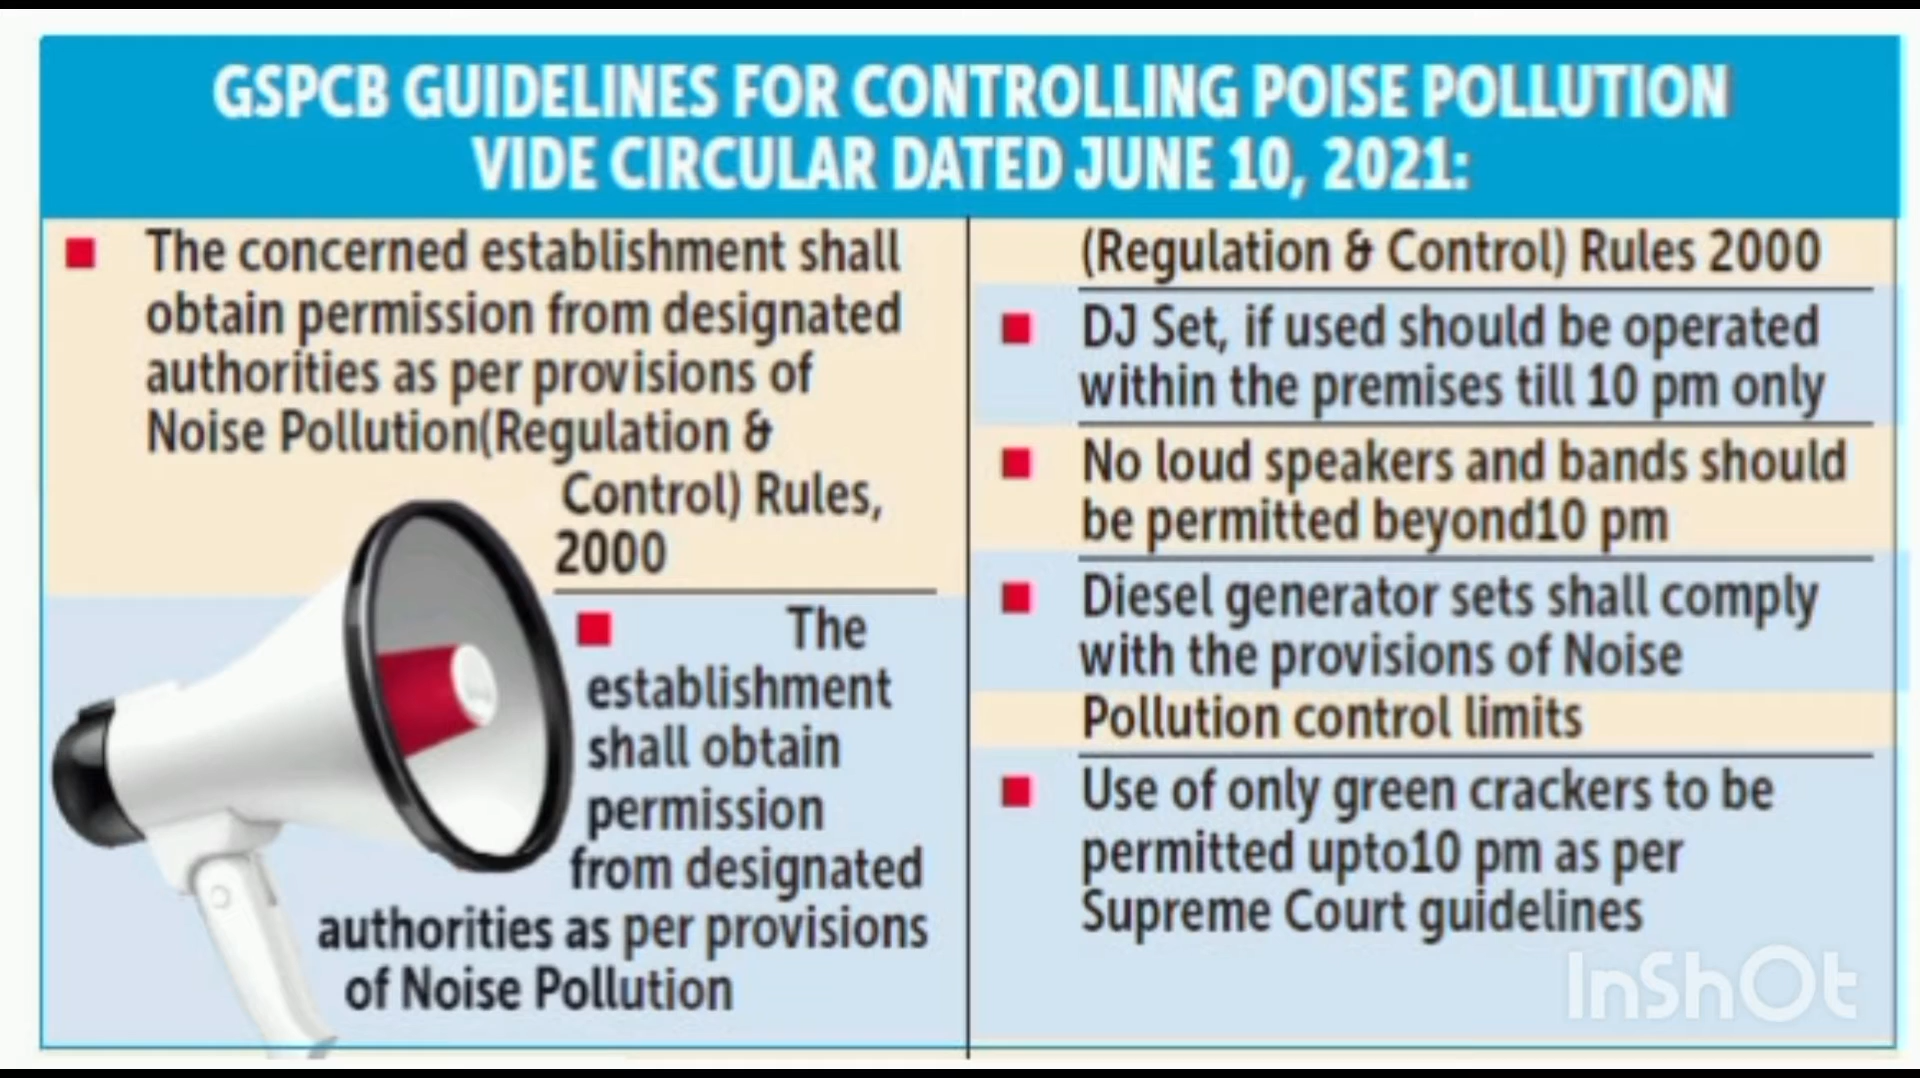 GSPCB GUIDELINES FOR CONTROLLING POISE POLLUTION
VIDE CIRCULAR DATED JUNE 10, 2021:
The concerned establishment shall
obtain permission from designated
authorities as per provisions of
Noise Pollution(Regulation &
Control) Rules,
2000
The
establishment
shall obtain
permission
from designated
authorities as per provisions
of Noise Pollution
(Regulation & Control) Rules 2000
DJ Set, if used should be operated
within the premises till 10 pm only
No loud speakers and bands should
be permitted beyond10 pm
Diesel generator sets shall comply
with the provisions of Noise
Pollution control limits
Use of only green crackers to be
permitted upto10 pm as per
Supreme Court guidelines
InShOt